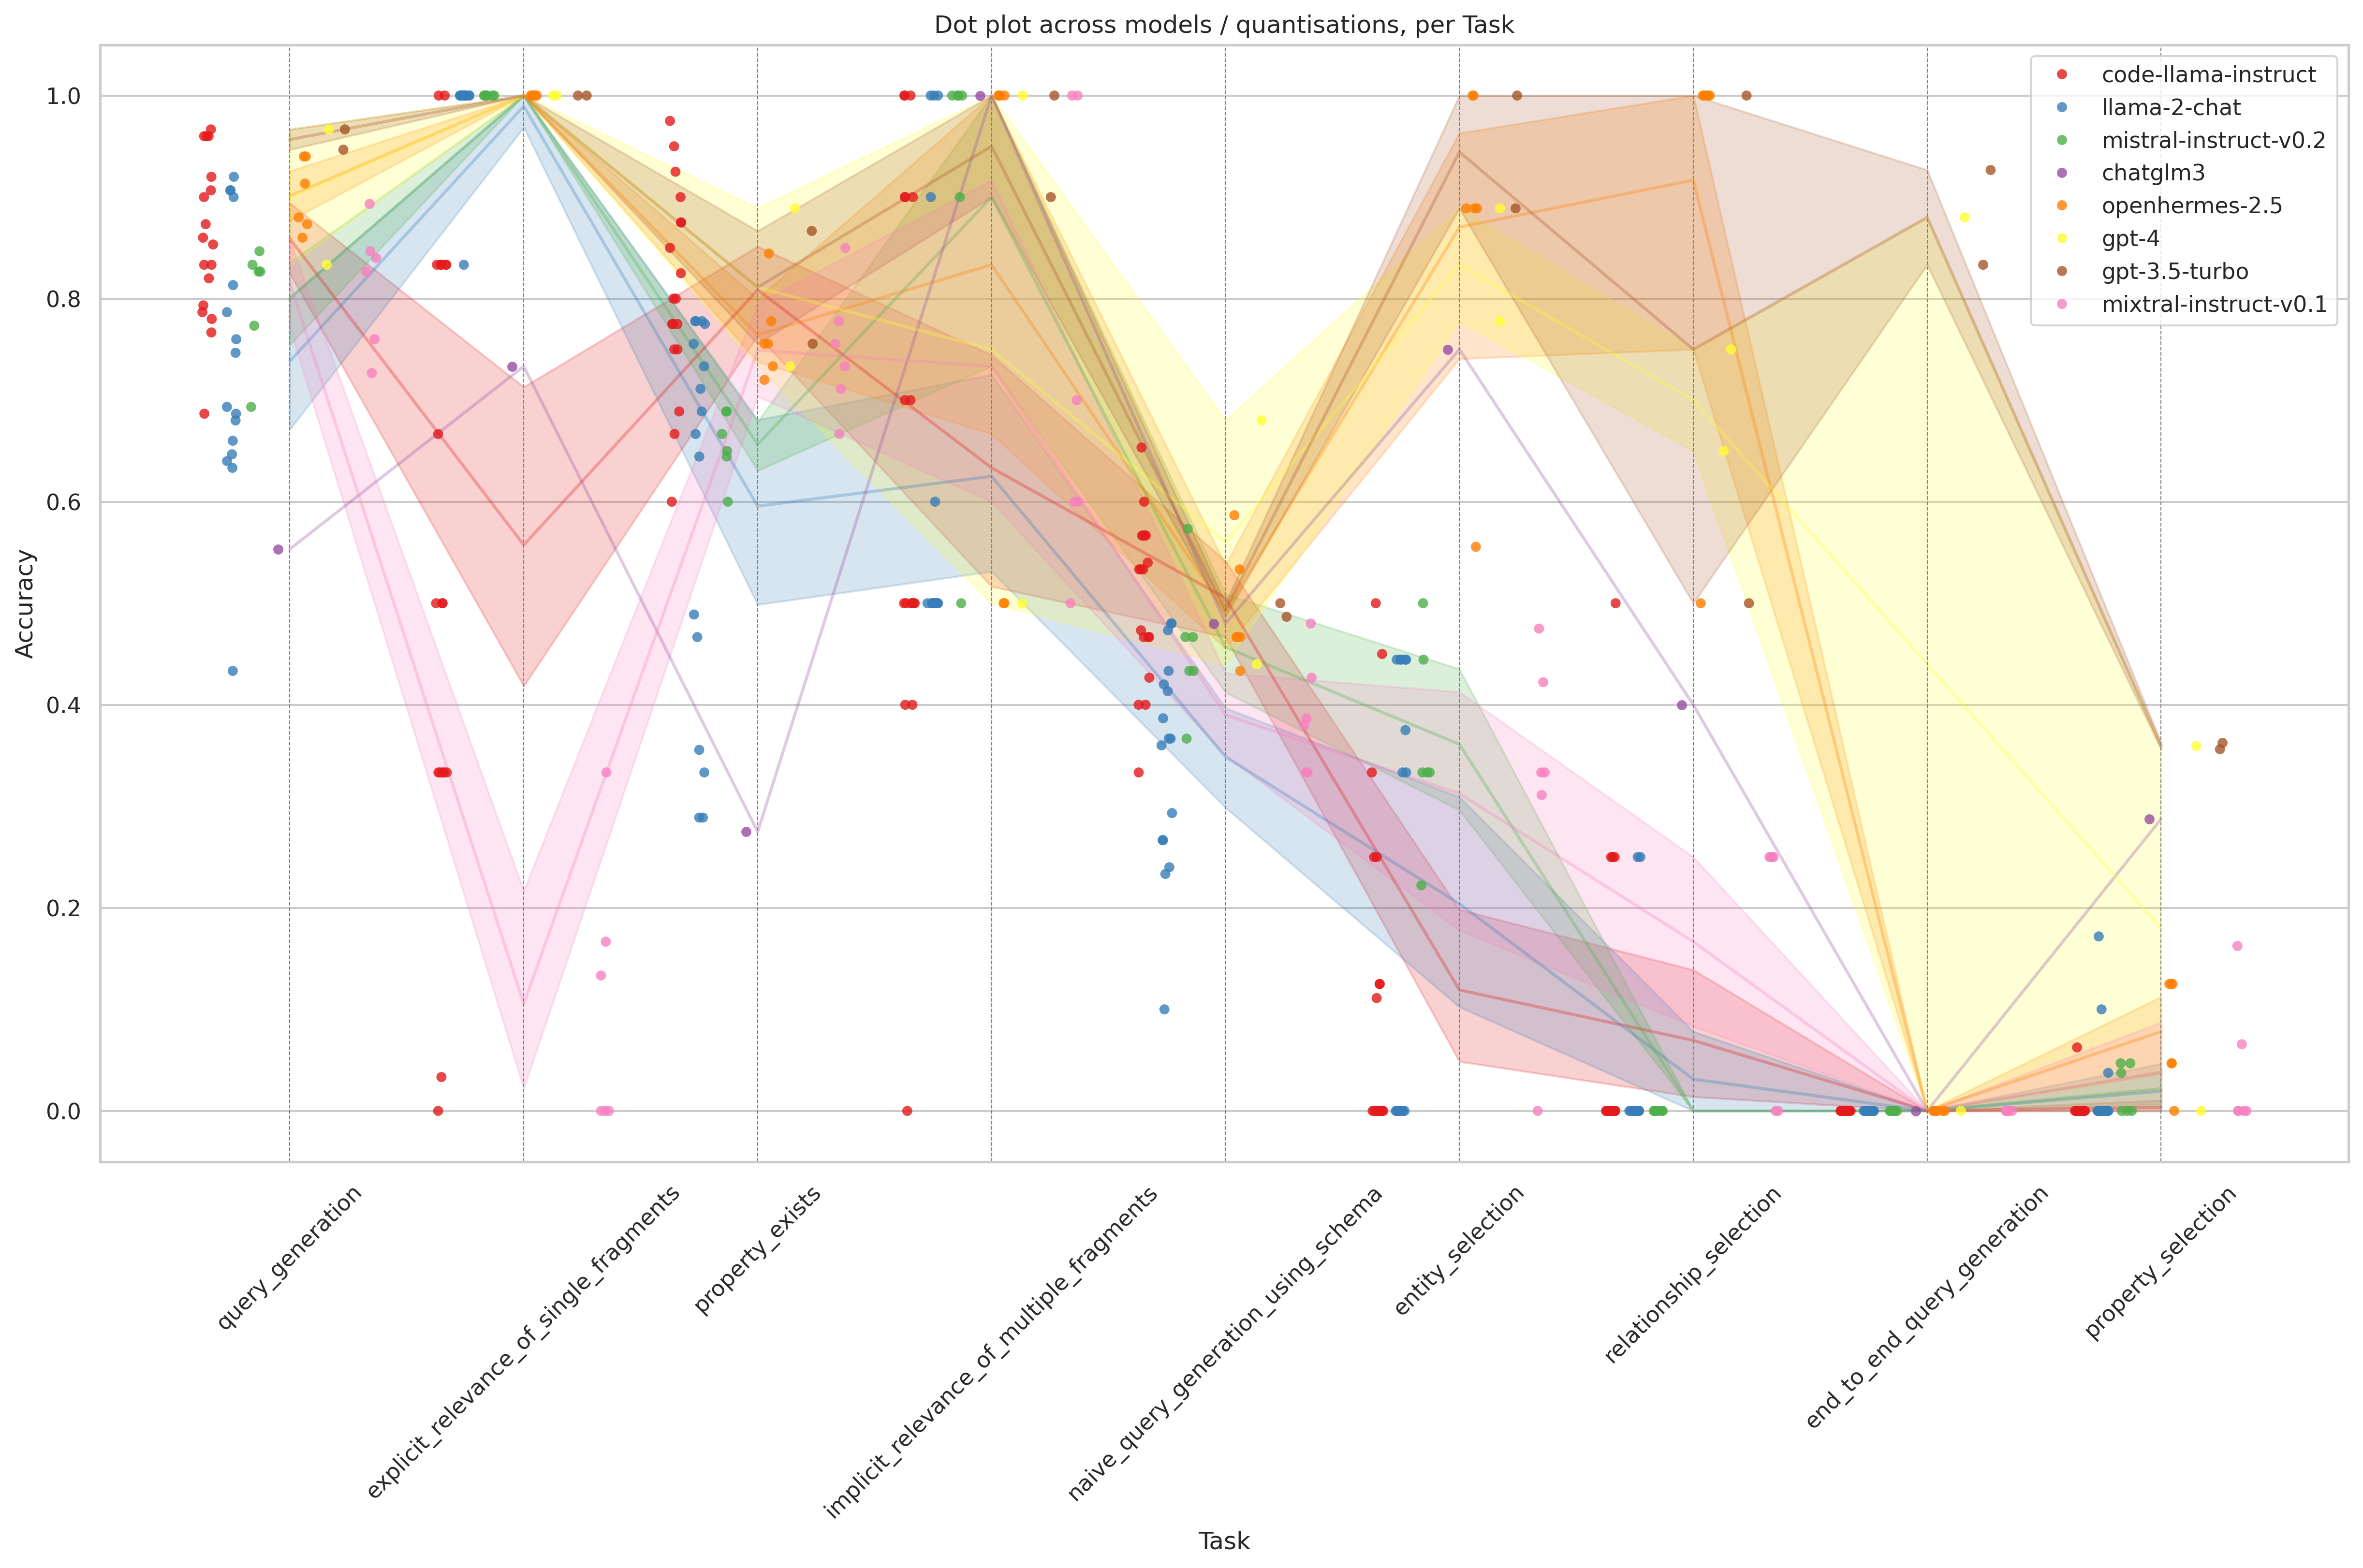 Dot plot across models / quantisations, per Task
code-llama-instruct
llama-2-chat
mistral-instruct-v0.2
chatglm3
openhermes-2.5
gpt-4
gpt-3.5-turbo
mixtral-instruct-v0.1
Accuracy
1.0
0.8
0.6
0.4
0.2
0.0
query_generation
explicit_relevance_of_single_fragments
property_exists
implicit_relevance_of_multiple_fragments
naive_query_generation_using_schema
entity_selection
relationship_selection
end_to_end_query_generation
property_selection
Task